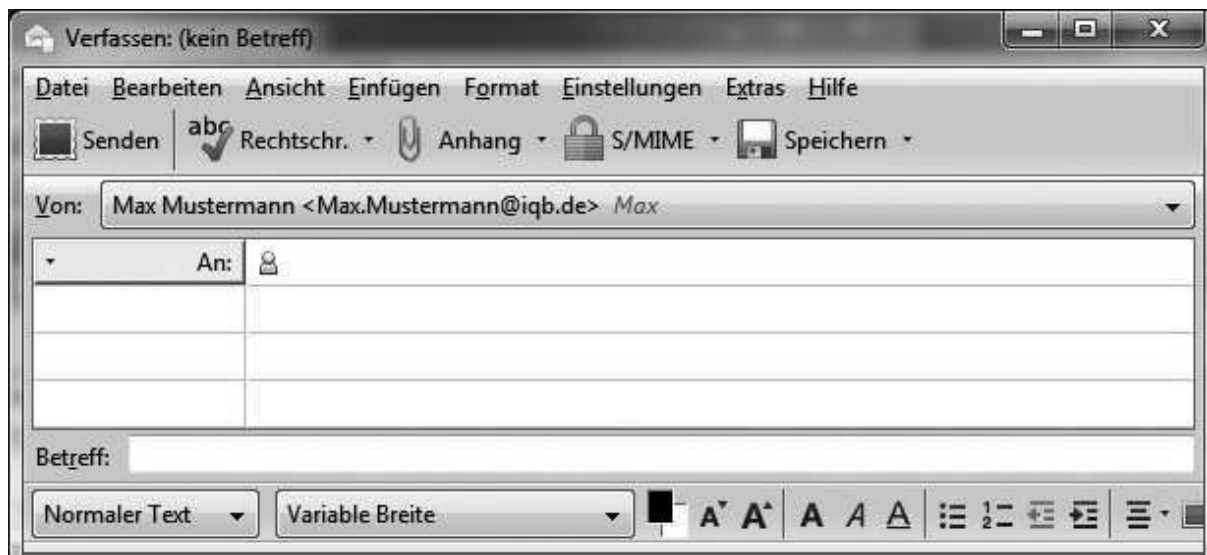 Verfassen: (kein Betreff)
Datei Bearbeiten Ansicht Einfügen Format Einstellungen Extras Hilfe
Senden abc Rechtschr. Anhang S/MIME Speichern
Von: Max Mustermann <Max.Mustermann@iqb.de> Max
An:
Betreff:
Normaler Text Variable Breite A A A A A